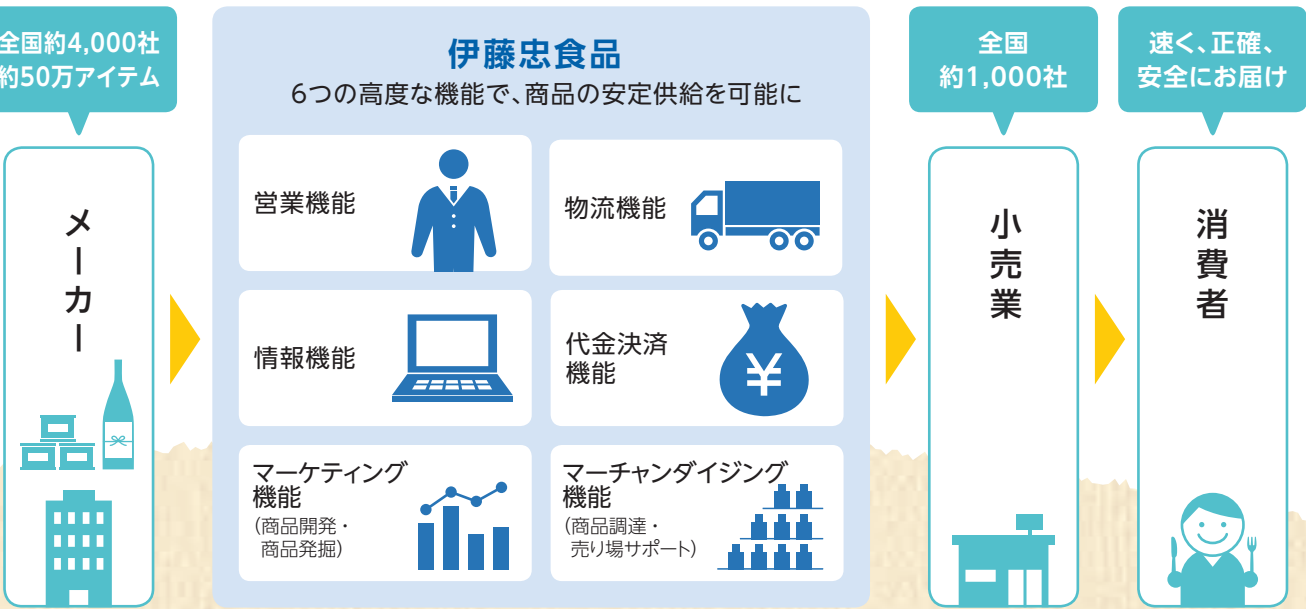 全国約4,000社
約50万アイテム
メーカー
伊藤忠食品
6つの高度な機能で、商品の安定供給を可能に
営業機能
物流機能
情報機能
代金決済
機能
¥
マーケティング
機能
(商品開発・
商品発掘)
マーチャンダイジング
機能
(商品調達・
売り場サポート)
全国
約1,000社
小売業
速く、正確、
安全にお届け
消費者